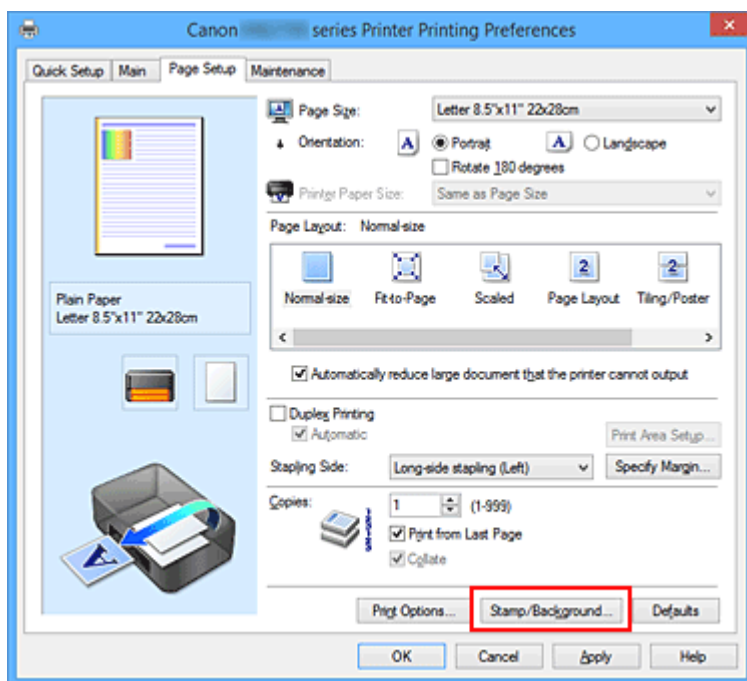 Canon series Printer Printing Preferences
Quick Setup Main Page Setup Maintenance
Page Size: Letter 8.5"x11" 22x28cm
Orientation: A Portrait A Landscape
Rotate 180 degrees
Printer Paper Size: Same as Page Size
Page Layout: Normal-size
2 2
Normal-size Fit-to-Page Scaled Page Layout Tiling/Poster
Plain Paper
Letter 8.5"x11" 22x28cm
Automatically reduce large document that the printer cannot output
Duplex Printing
Automatic
Print Area Setup...
Stapling Side: Long-side stapling (Left) Specify Margin...
Copies: 1 (1-999)
Print from Last Page
Collate
A
Print Options... Stamp/Background... Defaults
OK Cancel Apply Help